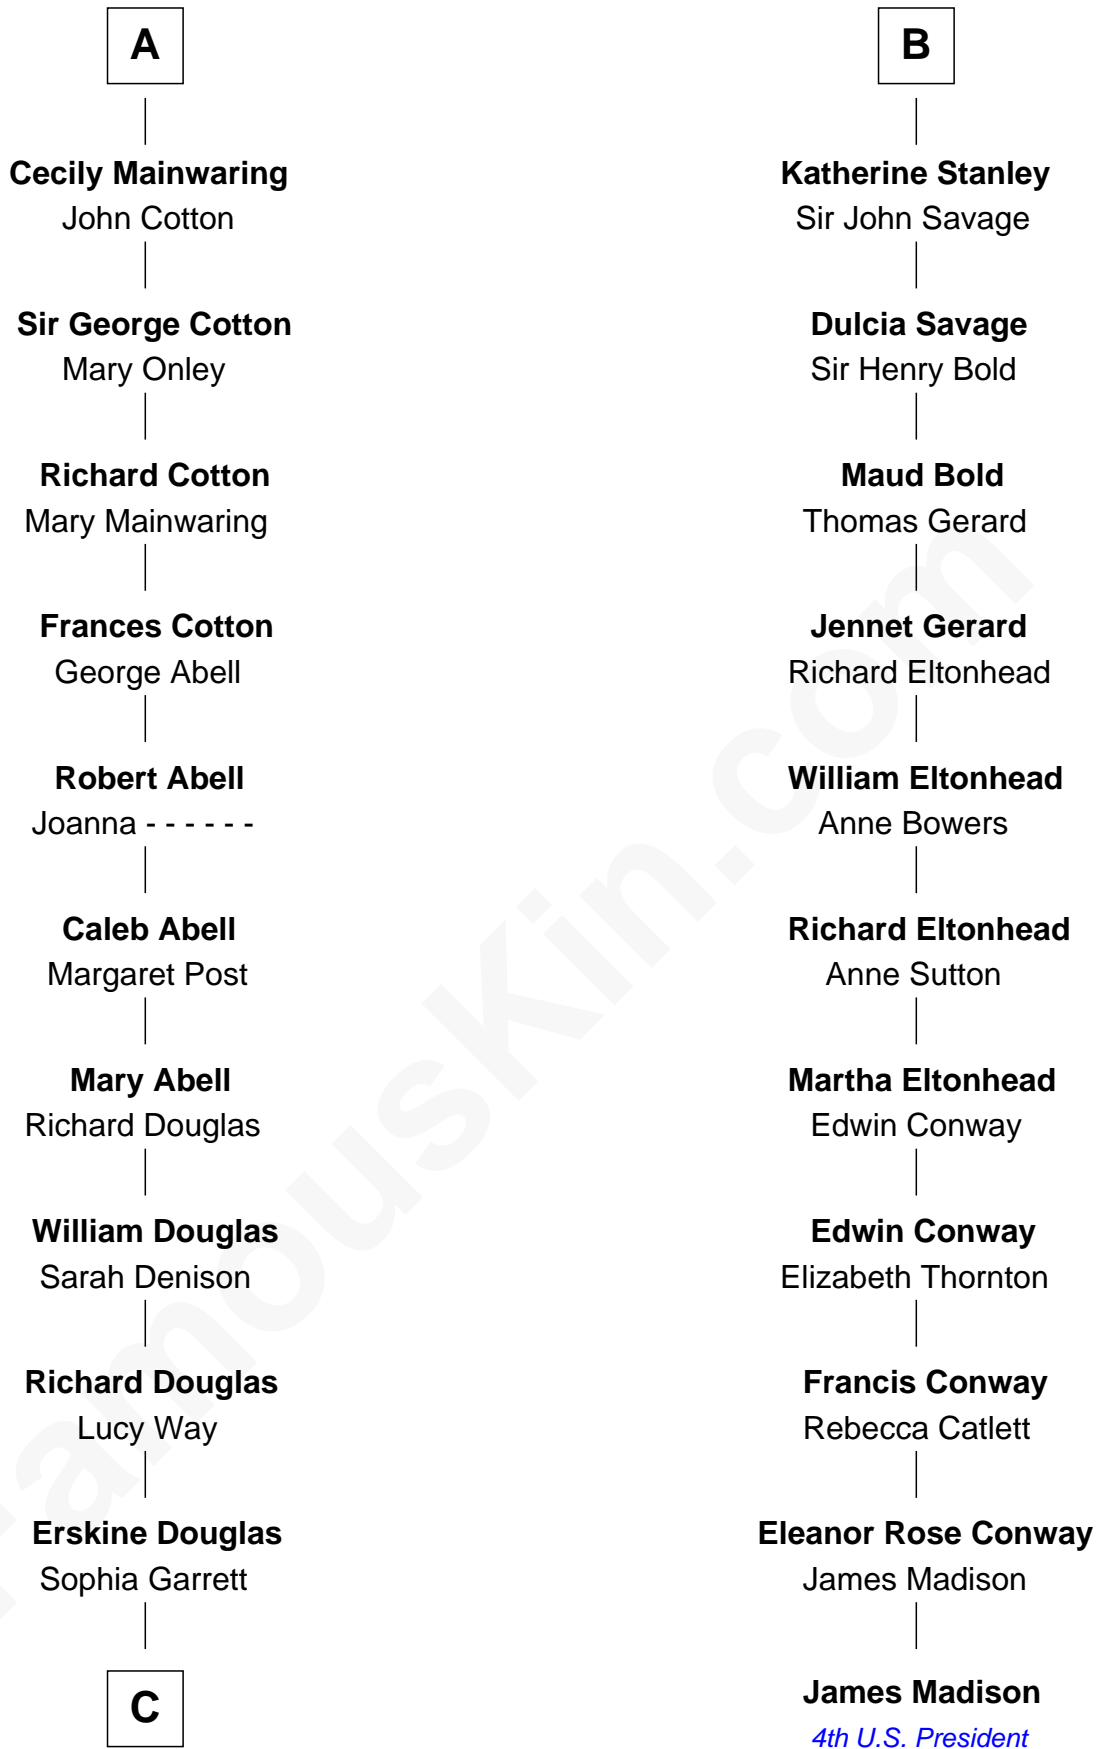 A
Cecily Mainwaring
John Cotton
Sir George Cotton
Mary Onley
Richard Cotton
Mary Mainwaring
Frances Cotton
George Abell
Robert Abell
Joanna - - - - - -
Caleb Abell
Margaret Post
Mary Abell
Richard Douglas
William Douglas
Sarah Denison
Richard Douglas
Lucy Way
Erskine Douglas
Sophia Garrett
C
B
Katherine Stanley
Sir John Savage
Dulcia Savage
Sir Henry Bold
Maud Bold
Thomas Gerard
Jennet Gerard
Richard Eltonhead
William Eltonhead
Anne Bowers
Richard Eltonhead
Anne Sutton
Martha Eltonhead
Edwin Conway
Edwin Conway
Elizabeth Thornton
Francis Conway
Rebecca Catlett
Eleanor Rose Conway
James Madison
James Madison
4th U.S. President
FamousKin.com